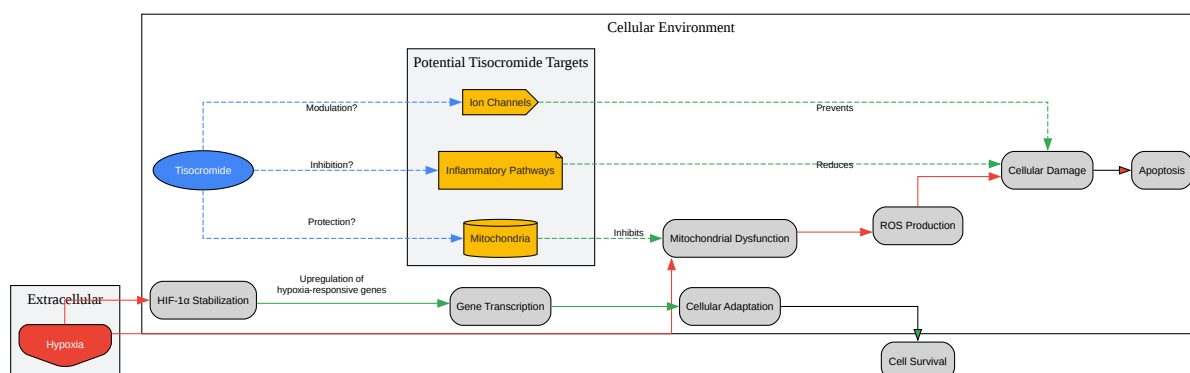 Cellular Environment
Potential Tisocromide Targets
Modulation?
Ion Channels
Prevents
Tisocromide
Inhibition?
Inflammatory Pathways
Reduces
Cellular Damage
Apoptosis
Protection?
Mitochondria
Inhibits
Mitochondrial Dysfunction
ROS Production
Extracellular
HIF-1α Stabilization
Upregulation of
hypoxia-responsive genes
Gene Transcription
Cellular Adaptation
Hypoxia
Cell Survival